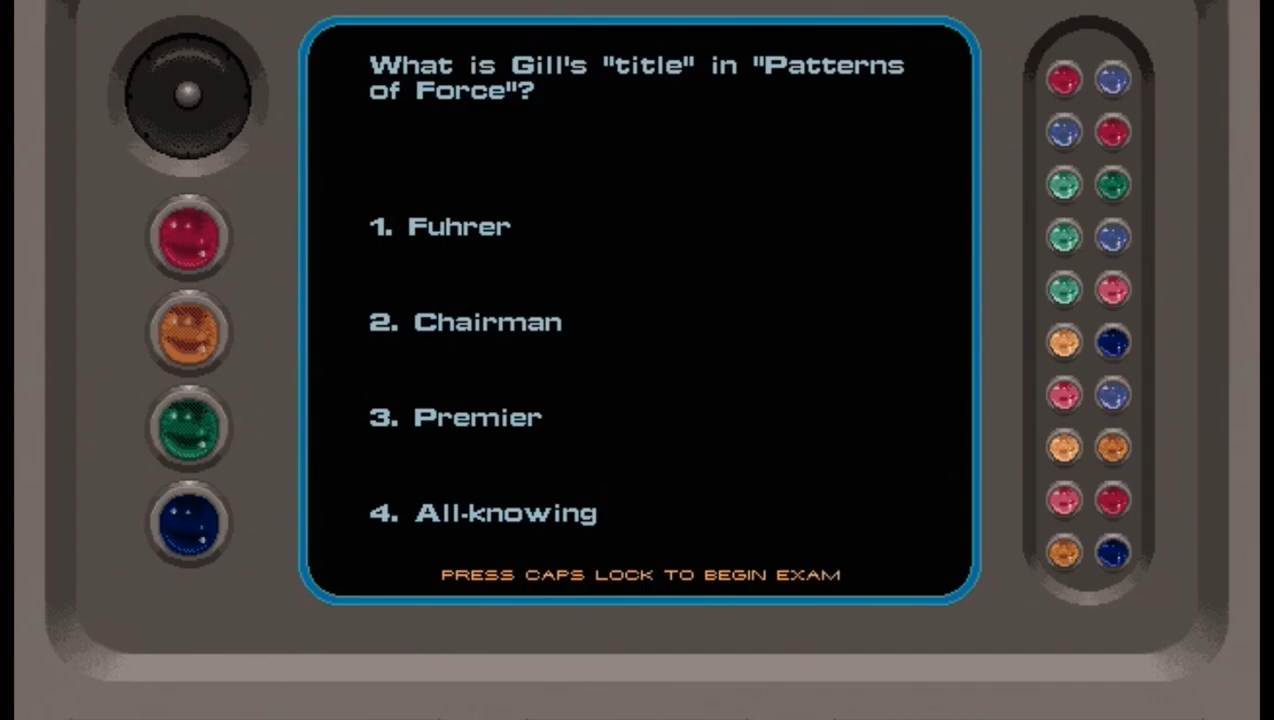 What is Gill's "title" in "Patterns
of Force"?
1. Fuhrer
2. Chairman
3. Premier
4. All-knowing
PRESS CAPS LOCK TO BEGIN EXAM